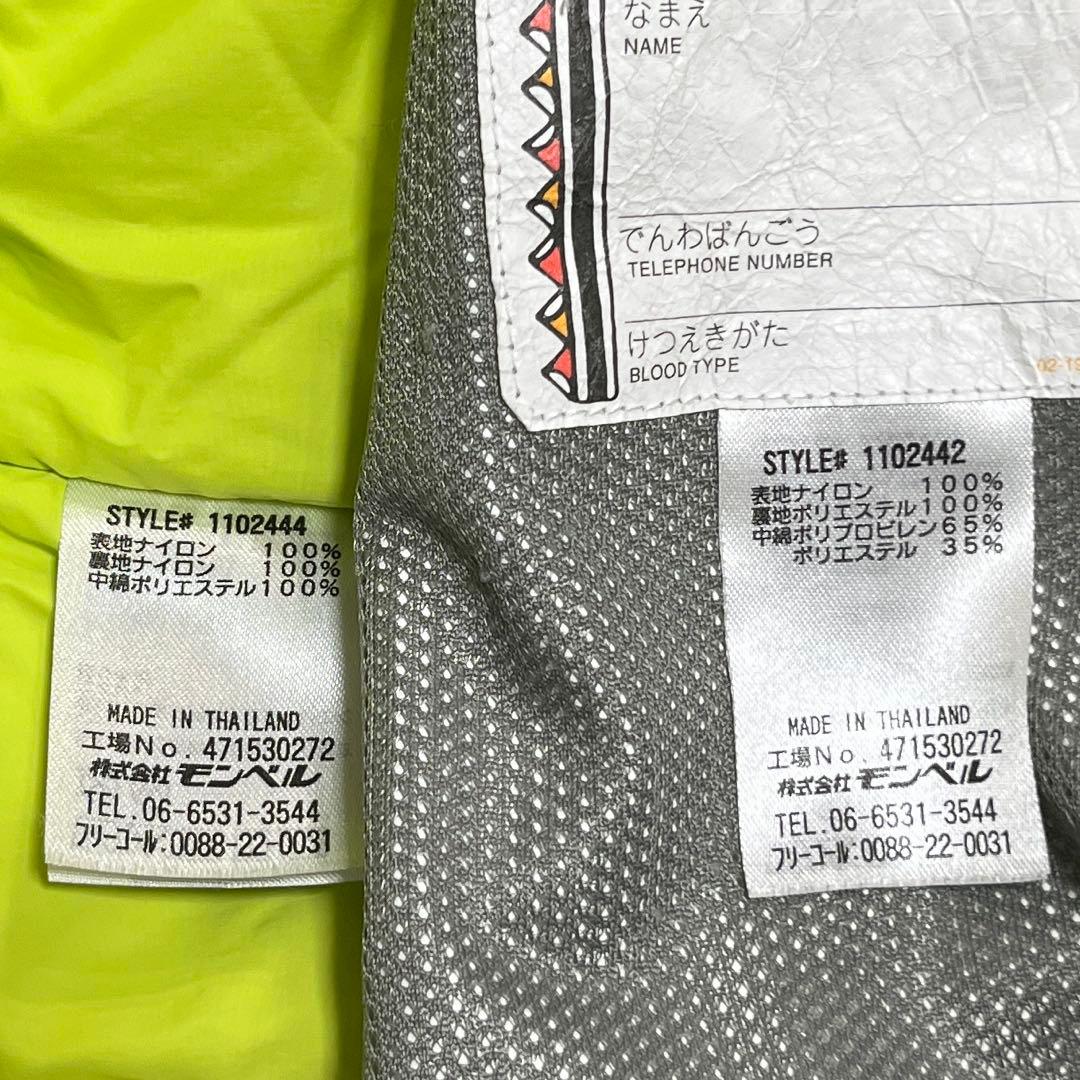 なまえ
NAME
でんわばんごう
TELEPHONE NUMBER
けつえきがた
BLOOD TYPE
STYLE# 1102444
表地ナイロン 100%
裏地ナイロン 100%
中綿ポリエステル100%
MADE IN THAILAND
工場No. 471530272
株式会社モンベル
TEL.06-6531-3544
フリーコール:0088-22-0031
STYLE# 1102442
表地ナイロン 100%
裏地ポリエステル100%
中綿ポリプロピレン65%
ポリエステル 35%
MADE IN THAILAND
工場No. 471530272
株式会社モンベル
TEL.06-6531-3544
フリーコール:0088-22-0031